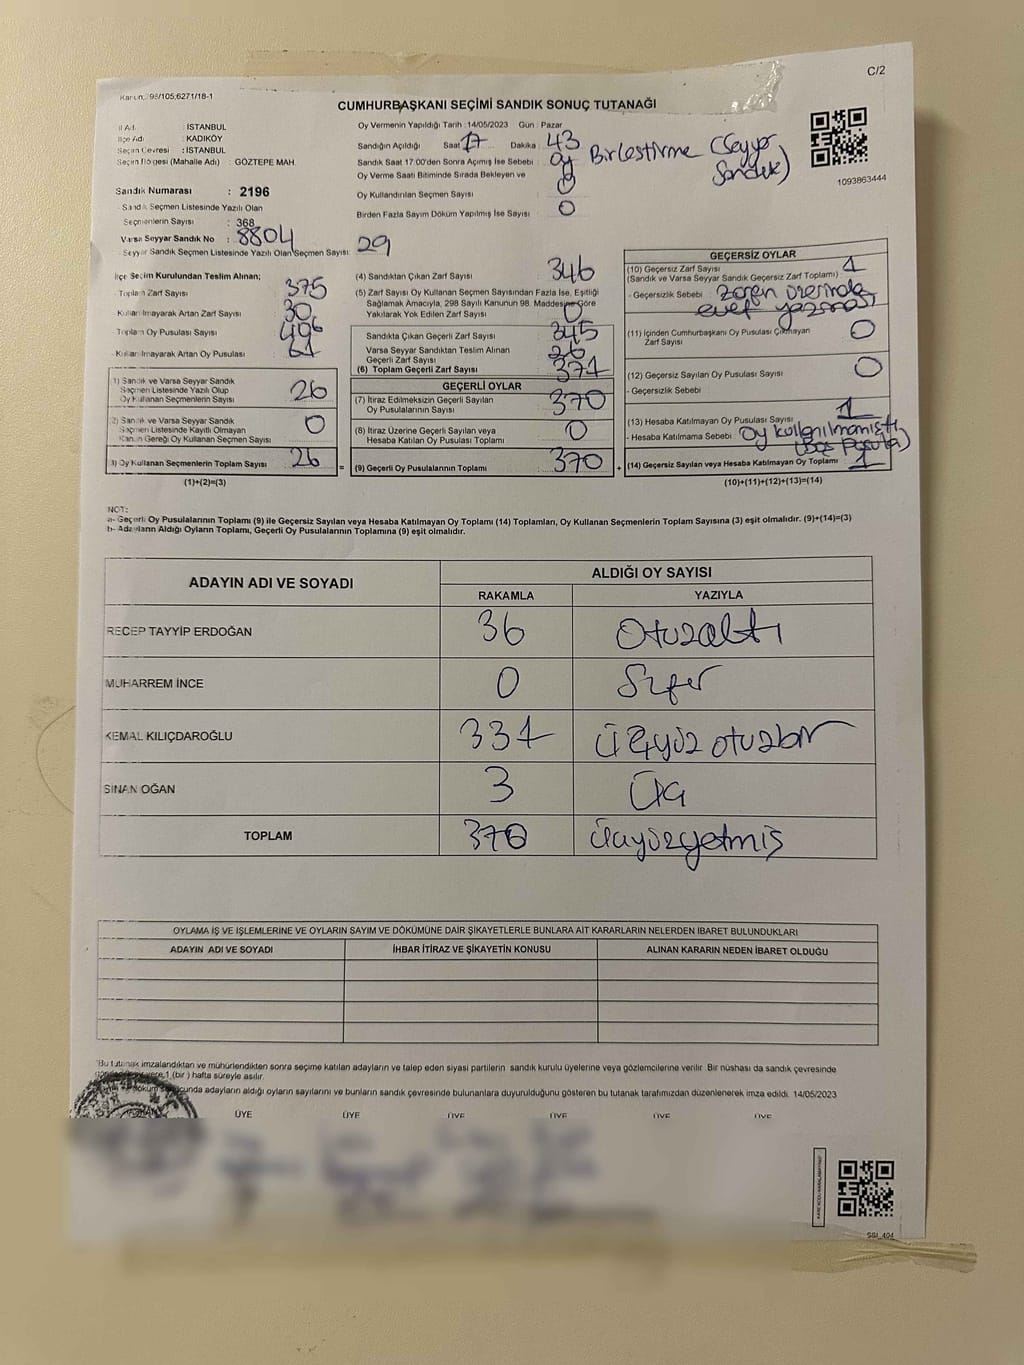 C/2
Kanun: 98/105,6271/18-1
CUMHURBAŞKANI SEÇİMİ SANDIK SONUÇ TUTANAĞI
İl Adı : İSTANBUL
İlçe Adı : KADIKÖY
Seçim Çevresi : İSTANBUL
Seçim Bölgesi (Mahalle Adı) : GÖZTEPE MAH.
Sandık Numarası : 2196
Sandık Seçmen Listesinde Yazılı Olan
Seçmenlerin Sayısı : 368
Varsa Seyyar Sandık No : 8804
Seyyar Sandık Seçmen Listesinde Yazılı Olan Seçmen Sayısı: 29
Oy Vermenin Yapıldığı Tarih :14/05/2023 Gün : Pazar
Sandığın Açıldığı Saat 17 Dakika : 43
Sandık Saat 17:00'den Sonra Açılmış İse Sebebi : Oy Birleştirme (Seyyar Sandık)
Oy Verme Saati Bitiminde Sırada Bekleyen ve
Oy Kullandırılan Seçmen Sayısı : 0
Birden Fazla Sayım Döküm Yapılmış İse Sayısı : 0
1093863444
İlçe Seçim Kurulundan Teslim Alınan;
Toplam Zarf Sayısı : 375
Kullanılmayarak Artan Zarf Sayısı : 30
Toplam Oy Pusulası Sayısı : 406
Kullanılmayarak Artan Oy Pusulası : 61
(1) Sandık ve Varsa Seyyar Sandık
Seçmen Listesinde Yazılı Olup
Oy Kullanan Seçmenlerin Sayısı : 26
(2) Sandık ve Varsa Seyyar Sandık
Seçmen Listesinde Kayıtlı Olmayan
Kanun Gereği Oy Kullanan Seçmen Sayısı : 0
(3) Oy Kullanan Seçmenlerin Toplam Sayısı : 26
(1)+(2)=(3)
=
(4) Sandıktan Çıkan Zarf Sayısı : 346
(5) Zarf Sayısı Oy Kullanan Seçmen Sayısından Fazla İse, Eşitliği
Sağlamak Amacıyla, 298 Sayılı Kanunun 98. Maddesine Göre
Yakılarak Yok Edilen Zarf Sayısı : 0
Sandıkta Çıkan Geçerli Zarf Sayısı : 345
Varsa Seyyar Sandıktan Teslim Alınan
Geçerli Zarf Sayısı : 26
(6) Toplam Geçerli Zarf Sayısı : 371
GEÇERLİ OYLAR
(7) İtiraz Edilmeksizin Geçerli Sayılan
Oy Pusulalarının Sayısı : 370
(8) İtiraz Üzerine Geçerli Sayılan veya
Hesaba Katılan Oy Pusulası Toplamı : 0
(9) Geçerli Oy Pusulalarının Toplamı : 370
+
GEÇERSİZ OYLAR
(10) Geçersiz Zarf Sayısı : 1
(Sandık ve Varsa Seyyar Sandık Geçersiz Zarf Toplamı)
- Geçersizlik Sebebi : Zarfın üzerinde
evet yazması
(11) İçinden Cumhurbaşkanı Oy Pusulası Çıkmayan
Zarf Sayısı : 0
(12) Geçersiz Sayılan Oy Pusulası Sayısı : 0
- Geçersizlik Sebebi :
(13) Hesaba Katılmayan Oy Pusulası Sayısı : 1
- Hesaba Katılmama Sebebi : Oy kullanılmamıştı
(Boş Pusula)
(14) Geçersiz Sayılan veya Hesaba Katılmayan Oy Toplamı : 1
(10)+(11)+(12)+(13)=(14)
NOT:
a- Geçerli Oy Pusulalarının Toplamı (9) ile Geçersiz Sayılan veya Hesaba Katılmayan Oy Toplamı (14) Toplamları, Oy Kullanan Seçmenlerin Toplam Sayısına (3) eşit olmalıdır. (9)+(14)=(3)
b- Adayların Aldığı Oyların Toplamı, Geçerli Oy Pusulalarının Toplamına (9) eşit olmalıdır.
ADAYIN ADI VE SOYADI
ALDIĞI OY SAYISI
RAKAMLA YAZIYLA
RECEP TAYYİP ERDOĞAN 36 Otuzaltı
MUHARREM İNCE 0 Sıfır
KEMAL KILIÇDAROĞLU 331 Üçyüz otuzbir
SİNAN OĞAN 3 Üç
TOPLAM 370 Üçyüzyetmiş
OYLAMA İŞ VE İŞLEMLERİNE VE OYLARIN SAYIM VE DÖKÜMÜNE DAİR ŞİKAYETLERLE BUNLARA AİT KARARLARIN NELERDEN İBARET BULUNDUKLARI
ADAYIN ADI VE SOYADI İHBAR İTİRAZ VE ŞİKAYETİN KONUSU ALINAN KARARIN NEDEN İBARET OLDUĞU
*Bu tutanak imzalandıktan ve mühürlendikten sonra seçime katılan adayların ve talep eden siyasi partilerin sandık kurulu üyelerine veya gözlemcilerine verilir. Bir nüshası da sandık çevresinde
1 (bir ) hafta süreyle asılır.
döküm sonucunda adayların aldığı oyların sayılarını ve bunların sandık çevresinde bulunanlara duyurulduğunu gösteren bu tutanak tarafımızdan düzenlenerek imza edildi. 14/05/2023
BAŞKAN ÜYE ÜYE ÜYE ÜYE ÜYE ÜYE
SSI_404